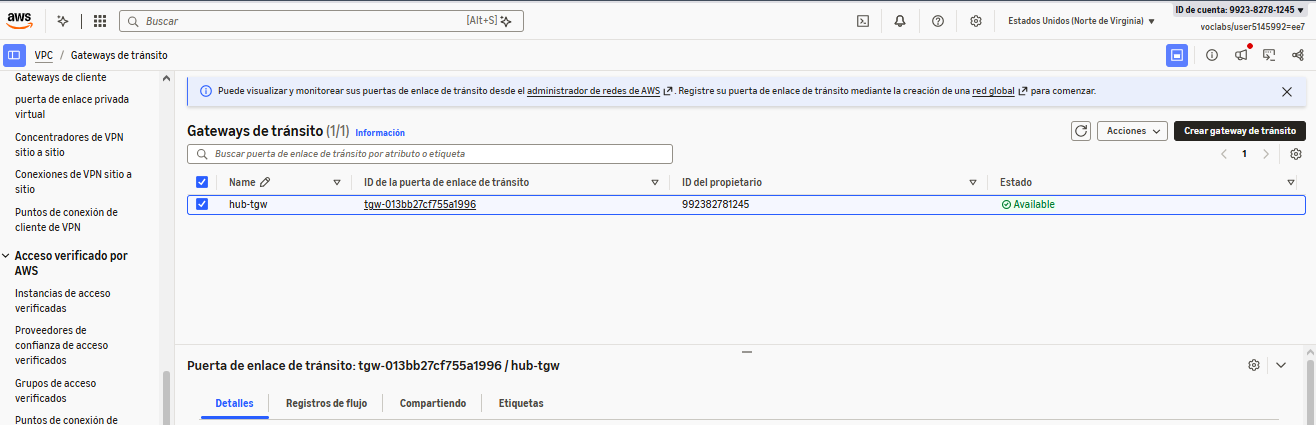 aws
Buscar
[Alt+S]
Estados Unidos (Norte de Virginia)
ID de cuenta: 9923-8278-1245
voclabs/user5145992=ee7
VPC / Gateways de tránsito
Gateways de cliente
puerta de enlace privada
virtual
Concentradores de VPN
sitio a sitio
Conexiones de VPN sitio a
sitio
Puntos de conexión de
cliente de VPN
Acceso verificado por
AWS
Instancias de acceso
verificadas
Proveedores de
confianza de acceso
verificados
Grupos de acceso
verificados
Puntos de conexión de
Puede visualizar y monitorear sus puertas de enlace de tránsito desde el administrador de redes de AWS . Registre su puerta de enlace de tránsito mediante la creación de una red global para comenzar.
Gateways de tránsito (1/1) Información
Acciones
Crear gateway de tránsito
Buscar puerta de enlace de tránsito por atributo o etiqueta
1
Name ID de la puerta de enlace de tránsito ID del propietario Estado
hub-tgw tgw-013bb27cf755a1996 992382781245 Available
Puerta de enlace de tránsito: tgw-013bb27cf755a1996 / hub-tgw
Detalles Registros de flujo Compartiendo Etiquetas